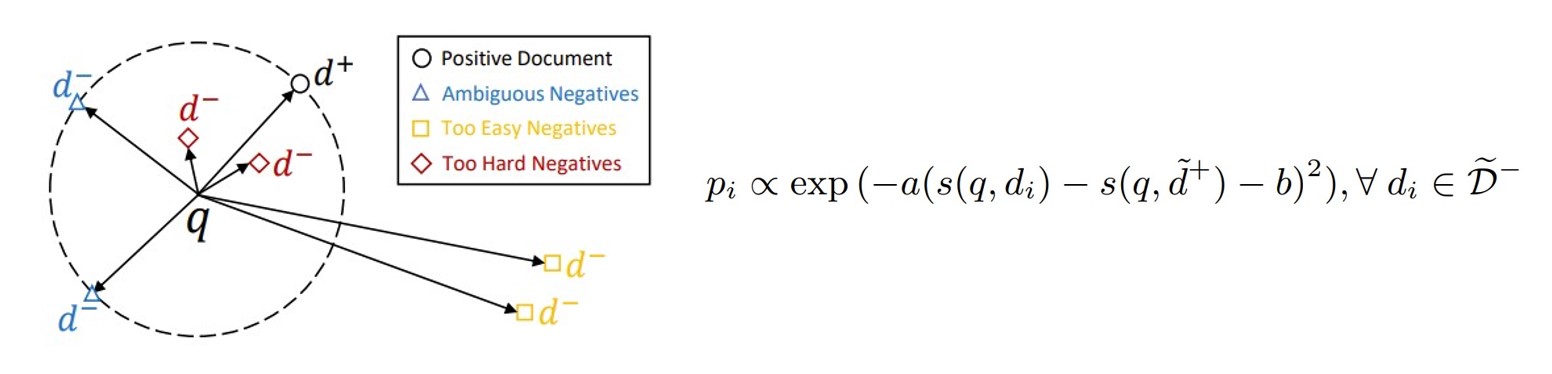 d⁻
d⁺
d⁻
d⁻
q
d⁻
d⁻
d⁻
Positive Document
Ambiguous Negatives
Too Easy Negatives
Too Hard Negatives
pᵢ ∝ exp (−a(s(q, dᵢ) − s(q, d̃⁺) − b)²), ∀ dᵢ ∈ 𝒟̃⁻